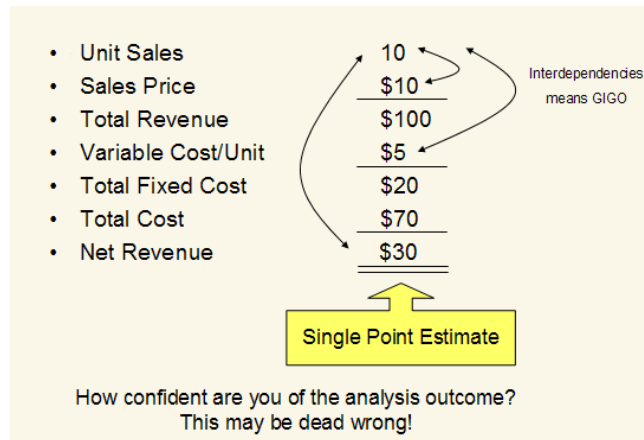 • Unit Sales 10
• Sales Price $10
• Total Revenue $100
• Variable Cost/Unit $5
• Total Fixed Cost $20
• Total Cost $70
• Net Revenue $30
Interdependencies
means GIGO
Single Point Estimate
How confident are you of the analysis outcome?
This may be dead wrong!